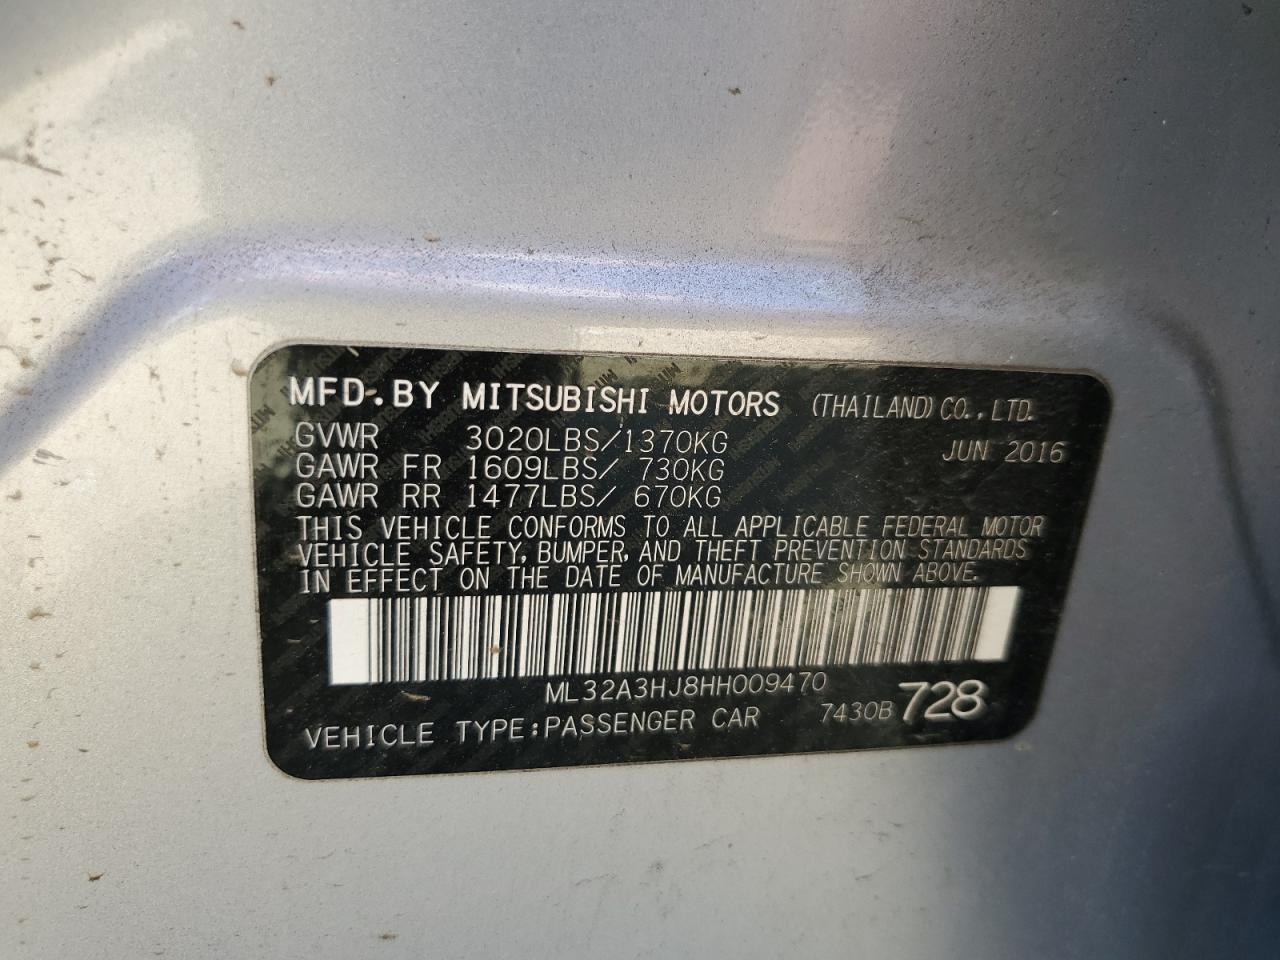 MFD. BY MITSUBISHI MOTORS (THAILAND) CO., LTD.
GVWR 3020LBS/1370KG JUN 2016
GAWR FR 1609LBS/ 730KG
GAWR RR 1477LBS/ 670KG
THIS VEHICLE CONFORMS TO ALL APPLICABLE FEDERAL MOTOR
VEHICLE SAFETY, BUMPER, AND THEFT PREVENTION STANDARDS
IN EFFECT ON THE DATE OF MANUFACTURE SHOWN ABOVE.
ML32A3HJ8HH009470
VEHICLE TYPE:PASSENGER CAR 7430B 728